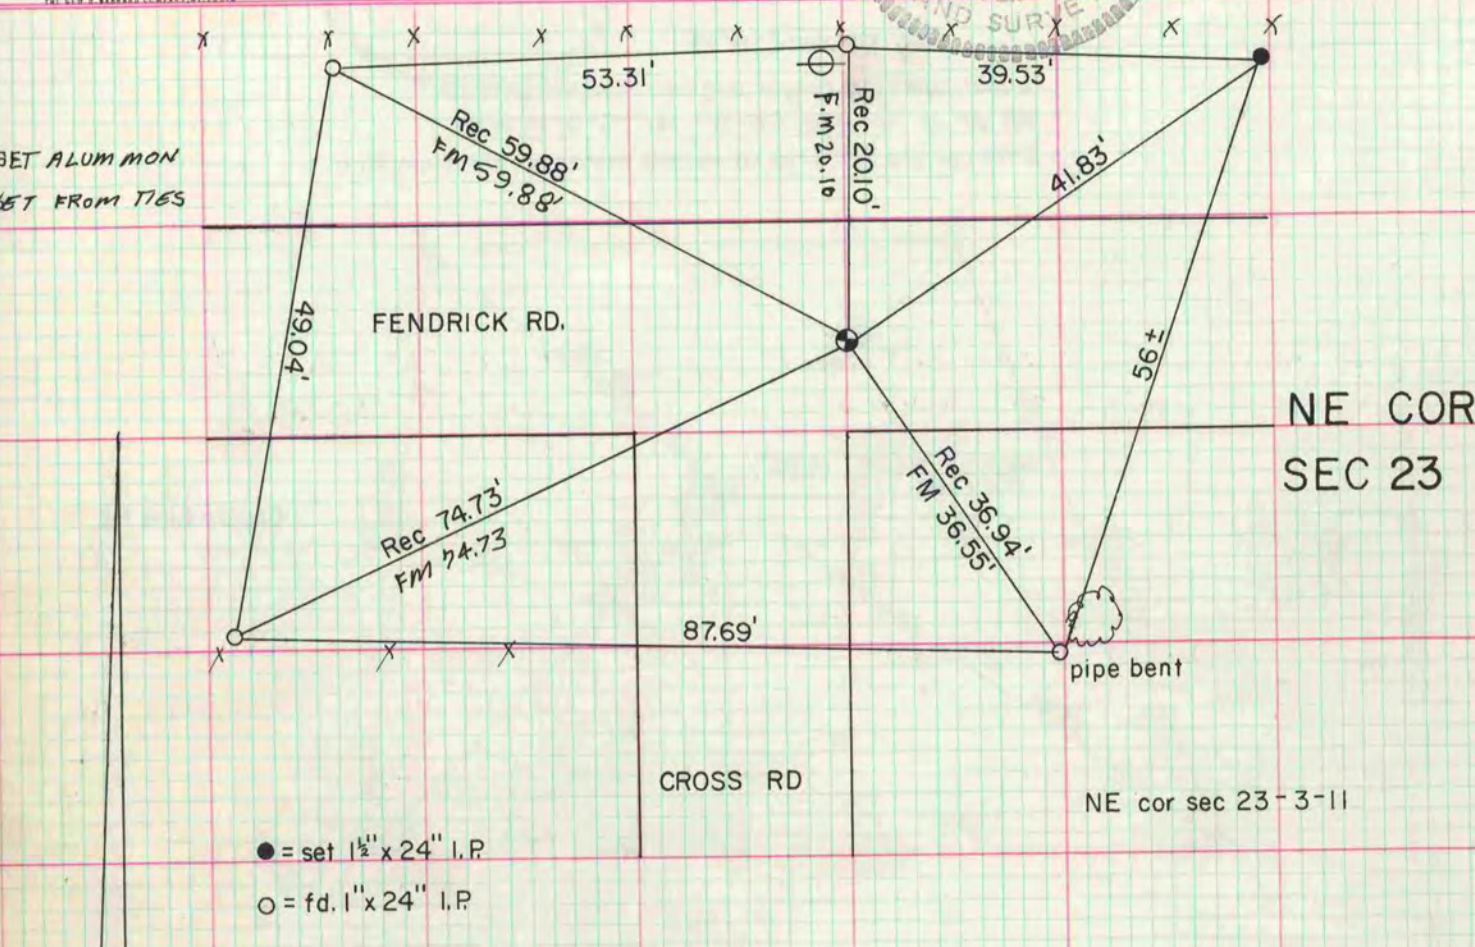 AND SURVE
53.31'
39.53'
Rec 59.88'
FM 59.88'
Rec 20.10'
F.M 20.10
41.83'
SET ALUM MON
SET FROM TIES
49.04'
FENDRICK RD.
56±
NE COR
SEC 23
Rec 74.73'
FM 74.73
Rec 36.94'
FM 36.55'
87.69'
pipe bent
CROSS RD
NE cor sec 23-3-11
● = set 1½" x 24" I.P.
○ = fd. 1" x 24" I.P.